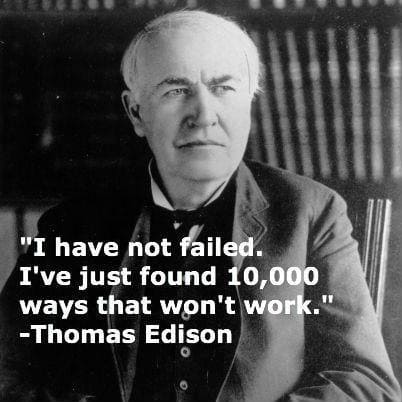 "I have not failed.
I've just found 10,000
ways that won't work."
-Thomas Edison